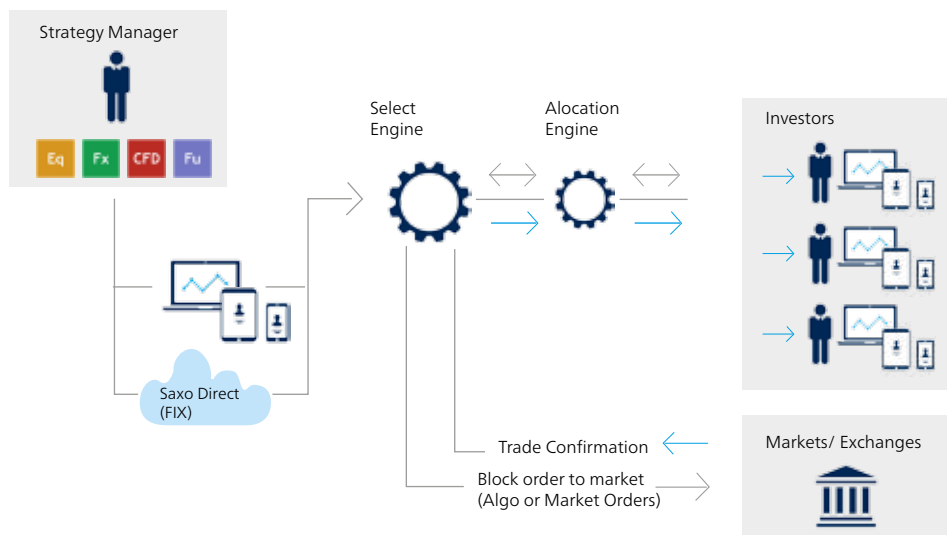 Strategy Manager
Eq
Fx
CFD
Fu
Select
Engine
Alocation
Engine
Investors
Saxo Direct
(FIX)
Trade Confirmation
Block order to market
(Algo or Market Orders)
Markets/ Exchanges